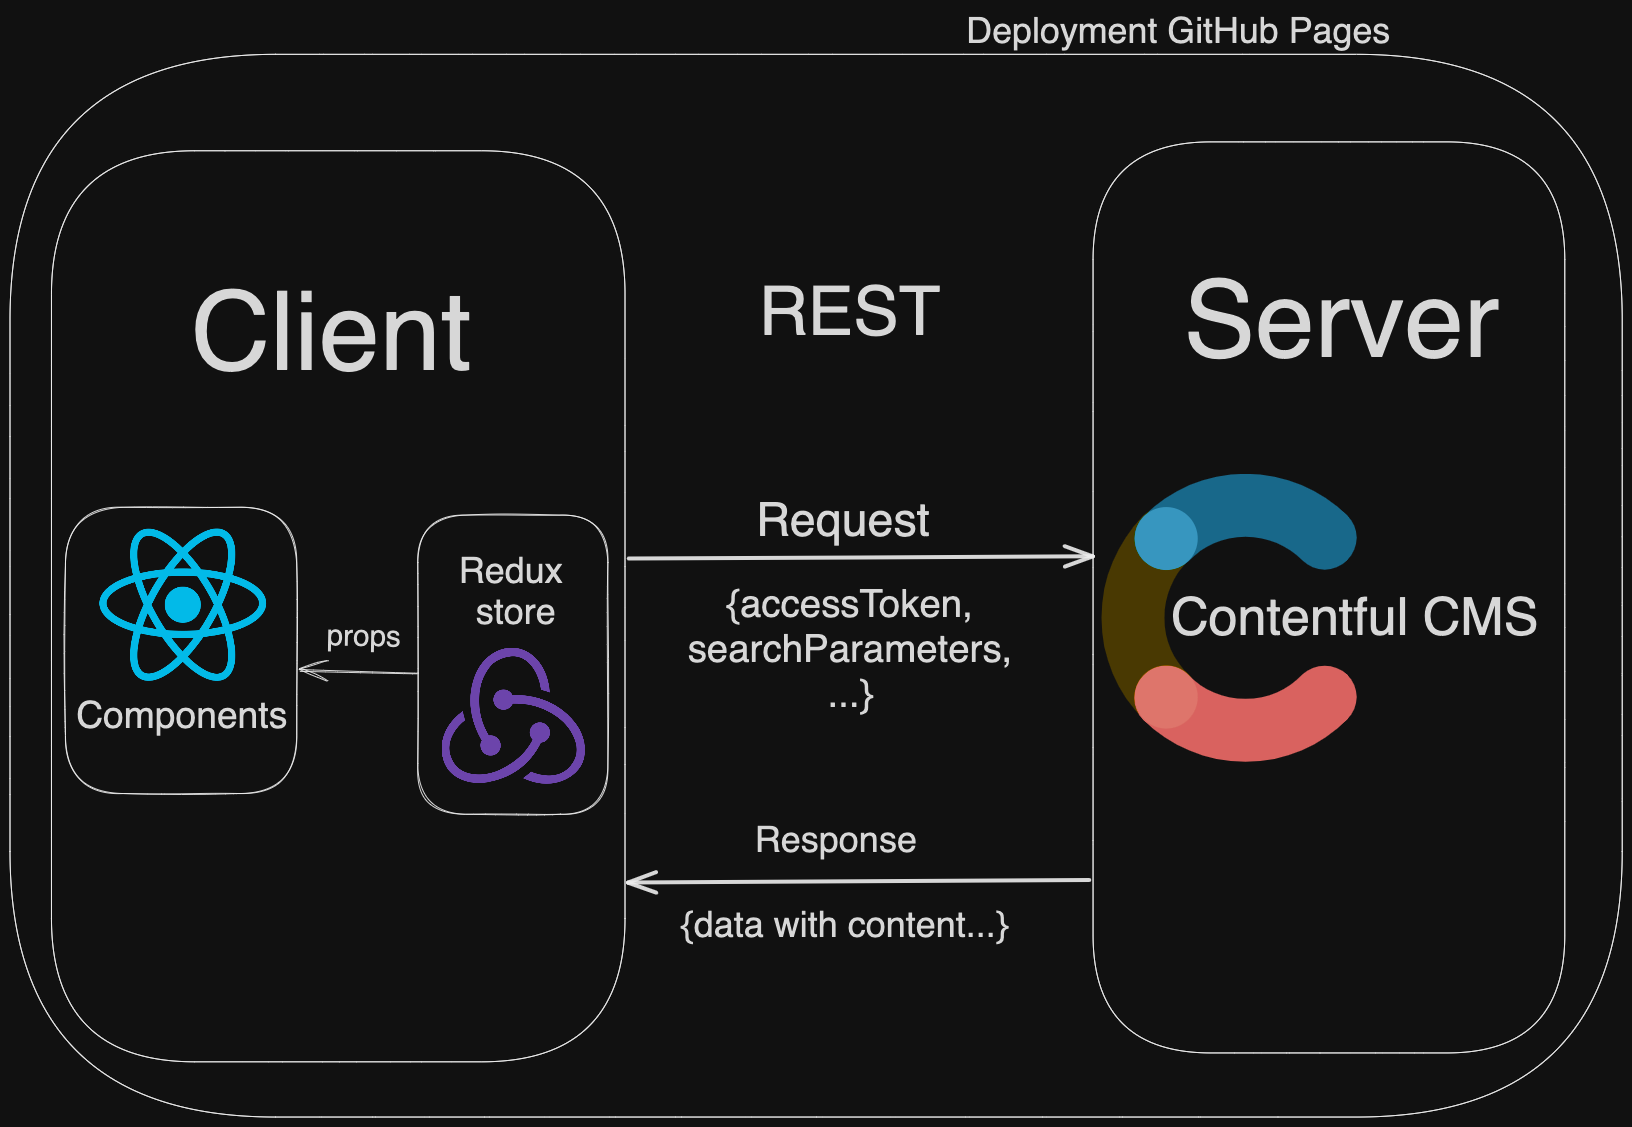 Deployment GitHub Pages
Client
REST
Server
Request
{accessToken,
searchParameters,
...}
Redux
store
props
Components
Contentful CMS
Response
{data with content...}